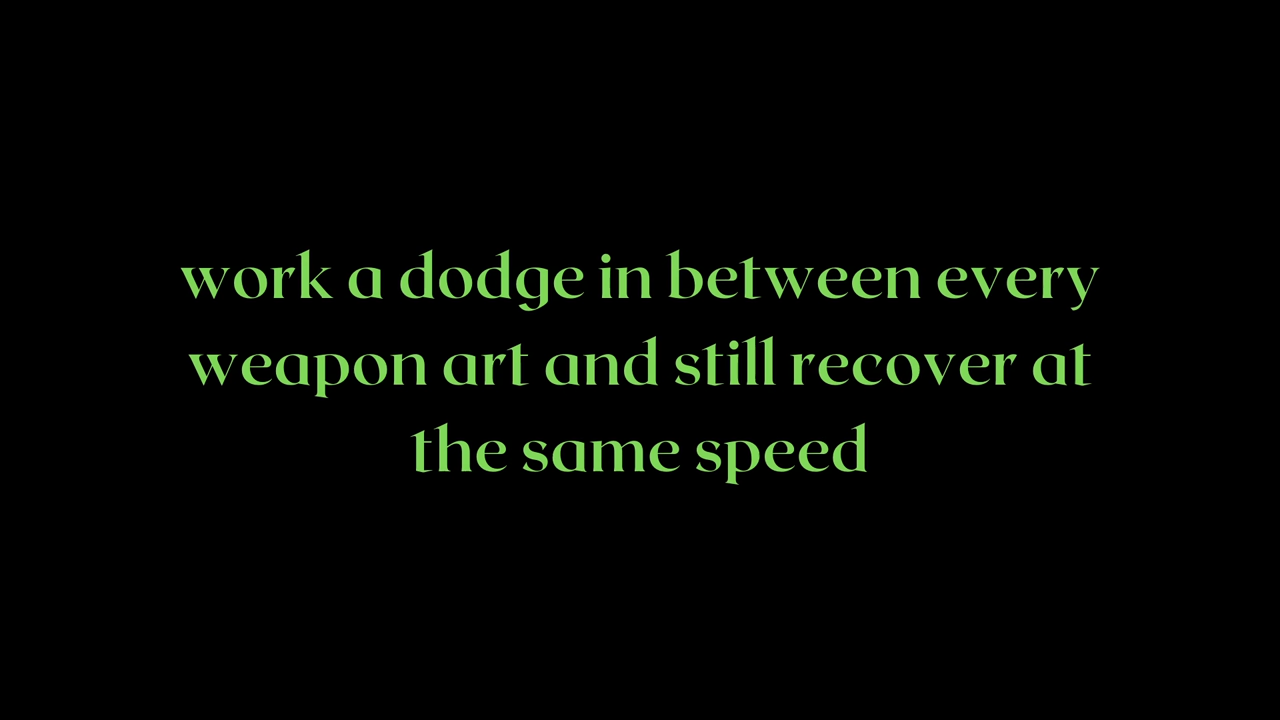 work a dodge in between every
weapon art and still recover at
the same speed